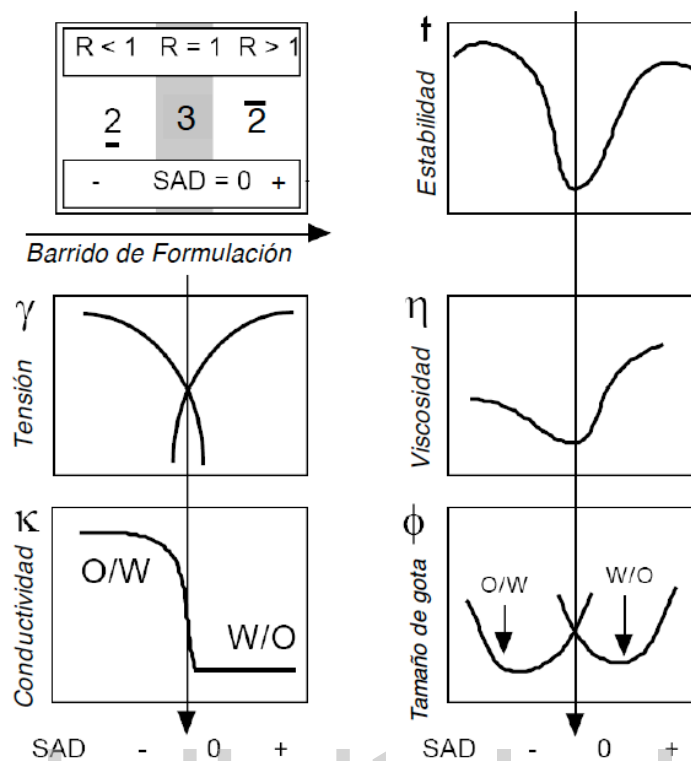 R < 1 R = 1 R > 1
2 3 2
- SAD = 0 +
Barrido de Formulación
γ
Tensión
κ
Conductividad
O/W
W/O
SAD - 0 +
t
Estabilidad
η
Viscosidad
ϕ
Tamaño de gota
O/W
W/O
SAD - 0 +